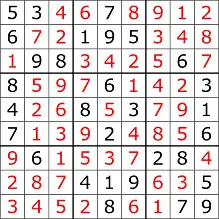 5 3 4 6 7 8 9 1 2
6 7 2 1 9 5 3 4 8
1 9 8 3 4 2 5 6 7
8 5 9 7 6 1 4 2 3
4 2 6 8 5 3 7 9 1
7 1 3 9 2 4 8 5 6
9 6 1 5 3 7 2 8 4
2 8 7 4 1 9 6 3 5
3 4 5 2 8 6 1 7 9